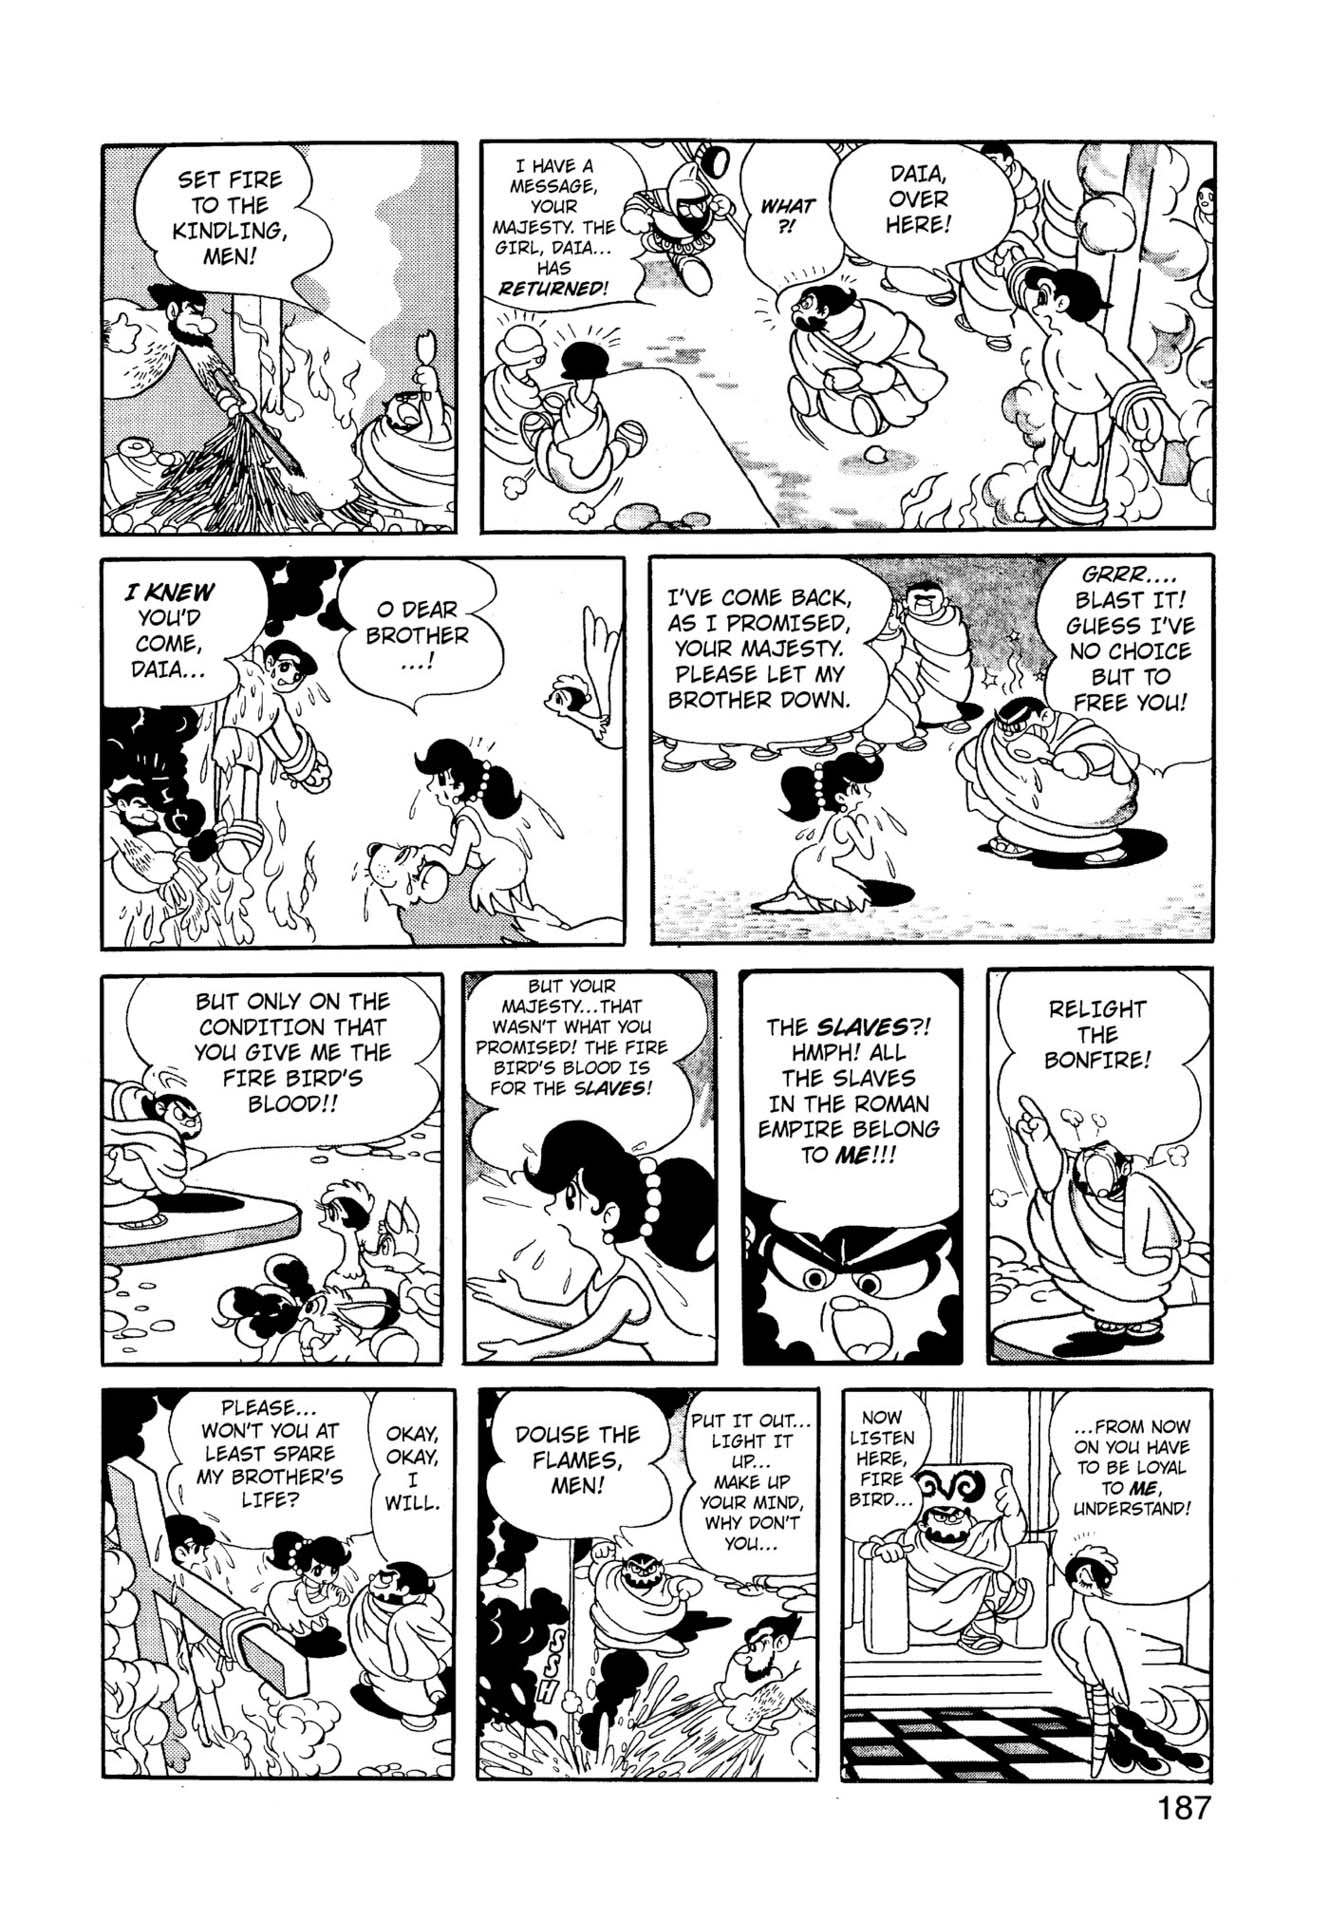 SET FIRE
TO THE
KINDLING,
MEN!
I HAVE A
MESSAGE,
YOUR
MAJESTY. THE
GIRL, DAIA...
HAS
RETURNED!
WHAT
?!
DAIA,
OVER
HERE!
I KNEW
YOU'D
COME,
DAIA...
O DEAR
BROTHER
...!
I'VE COME BACK,
AS I PROMISED,
YOUR MAJESTY.
PLEASE LET MY
BROTHER DOWN.
GRRR....
BLAST IT!
GUESS I'VE
NO CHOICE
BUT TO
FREE YOU!
BUT ONLY ON THE
CONDITION THAT
YOU GIVE ME THE
FIRE BIRD'S
BLOOD!!
BUT YOUR
MAJESTY...THAT
WASN'T WHAT YOU
PROMISED! THE FIRE
BIRD'S BLOOD IS
FOR THE SLAVES!
THE SLAVES?!
HMPH! ALL
THE SLAVES
IN THE ROMAN
EMPIRE BELONG
TO ME!!!
RELIGHT
THE
BONFIRE!
PLEASE...
WON'T YOU AT
LEAST SPARE
MY BROTHER'S
LIFE?
OKAY,
OKAY,
I
WILL.
DOUSE THE
FLAMES,
MEN!
PUT IT OUT...
LIGHT IT
UP...
MAKE UP
YOUR MIND,
WHY DON'T
YOU...
SSSH
NOW
LISTEN
HERE,
FIRE
BIRD...
...FROM NOW
ON YOU HAVE
TO BE LOYAL
TO ME,
UNDERSTAND!
187